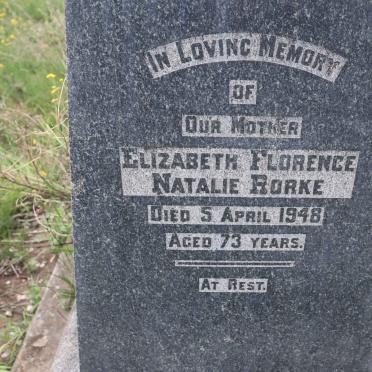 In Loving Memory
of
Our Mother
Elizabeth Florence
Natalie Rorke
Died 5 April 1948
Aged 73 years.
At Rest.